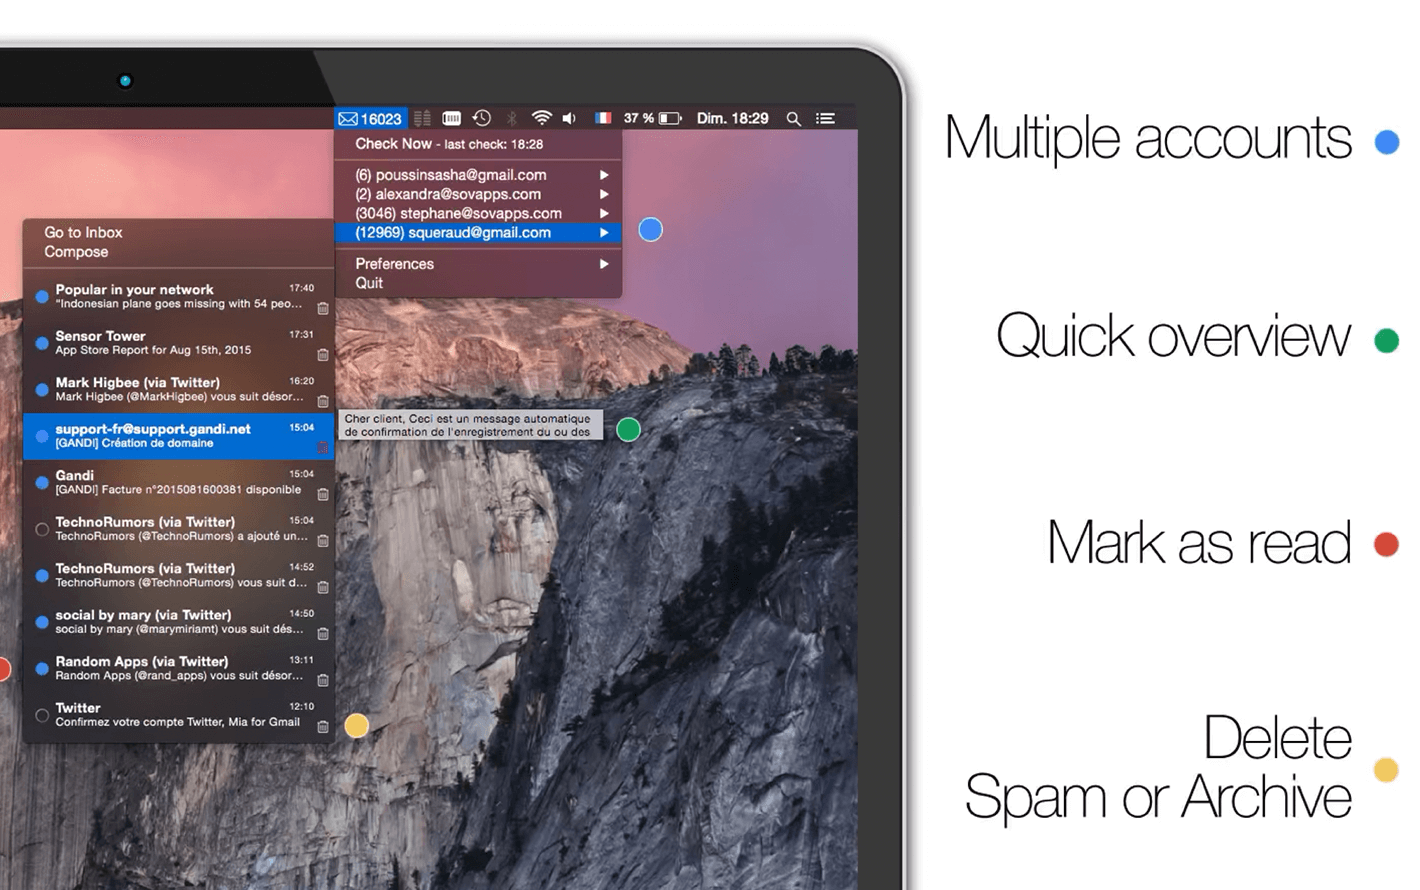 16023
37 %
Dim. 18:29
Check Now - last check: 18:28
(6) poussinsasha@gmail.com
(2) alexandra@sovapps.com
(3046) stephane@sovapps.com
(12969) squeraud@gmail.com
Preferences
Quit
Go to Inbox
Compose
Popular in your network 17:40
"Indonesian plane goes missing with 54 peo...
Sensor Tower 17:31
App Store Report for Aug 15th, 2015
Mark Higbee (via Twitter) 16:20
Mark Higbee (@MarkHigbee) vous suit désor...
support-fr@support.gandi.net 15:04
[GANDI] Création de domaine
Cher client, Ceci est un message automatique
de confirmation de l'enregistrement du ou des
Gandi 15:04
[GANDI] Facture n°2015081600381 disponible
TechnoRumors (via Twitter) 15:04
TechnoRumors (@TechnoRumors) a ajouté un...
TechnoRumors (via Twitter) 14:52
TechnoRumors (@TechnoRumors) vous suit d...
social by mary (via Twitter) 14:50
social by mary (@marymiriamt) vous suit dés...
Random Apps (via Twitter) 13:11
Random Apps (@rand_apps) vous suit désor...
Twitter 12:10
Confirmez votre compte Twitter, Mia for Gmail
Multiple accounts
Quick overview
Mark as read
Delete
Spam or Archive